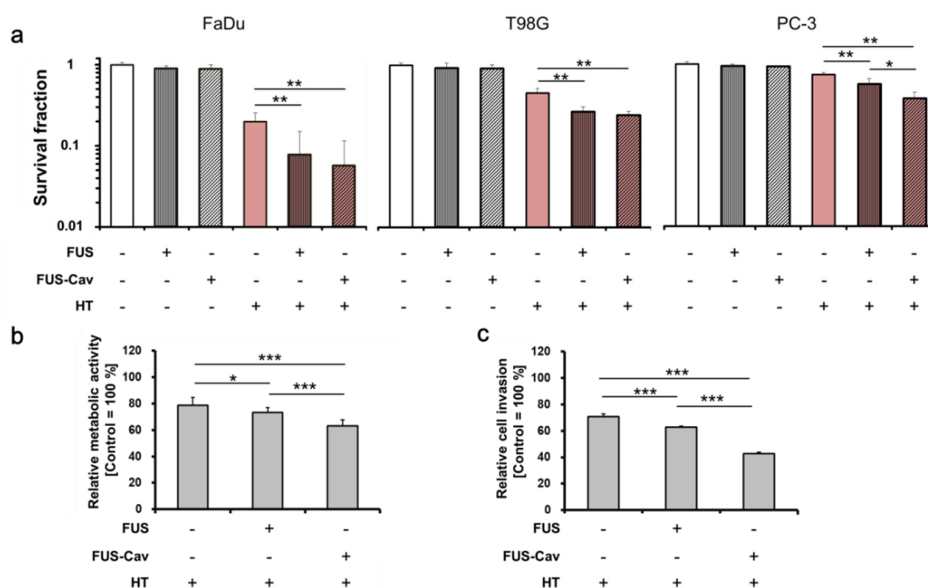 a
FaDu
T98G
PC-3
Survival fraction
1
0.1
0.01
**
**
**
**
**
**
*
FUS - + - - + - - + - - + - - + - - + -
FUS-Cav - - + - - + - - + - - + - - + - - +
HT - - - + + + - - - + + + - - - + + +
b
Relative metabolic activity
[Control = 100 %]
120
100
80
60
40
20
0
***
*
***
FUS - + -
FUS-Cav - - +
HT + + +
c
Relative cell invasion
[Control = 100 %]
120
100
80
60
40
20
0
***
***
***
FUS - + -
FUS-Cav - - +
HT + + +